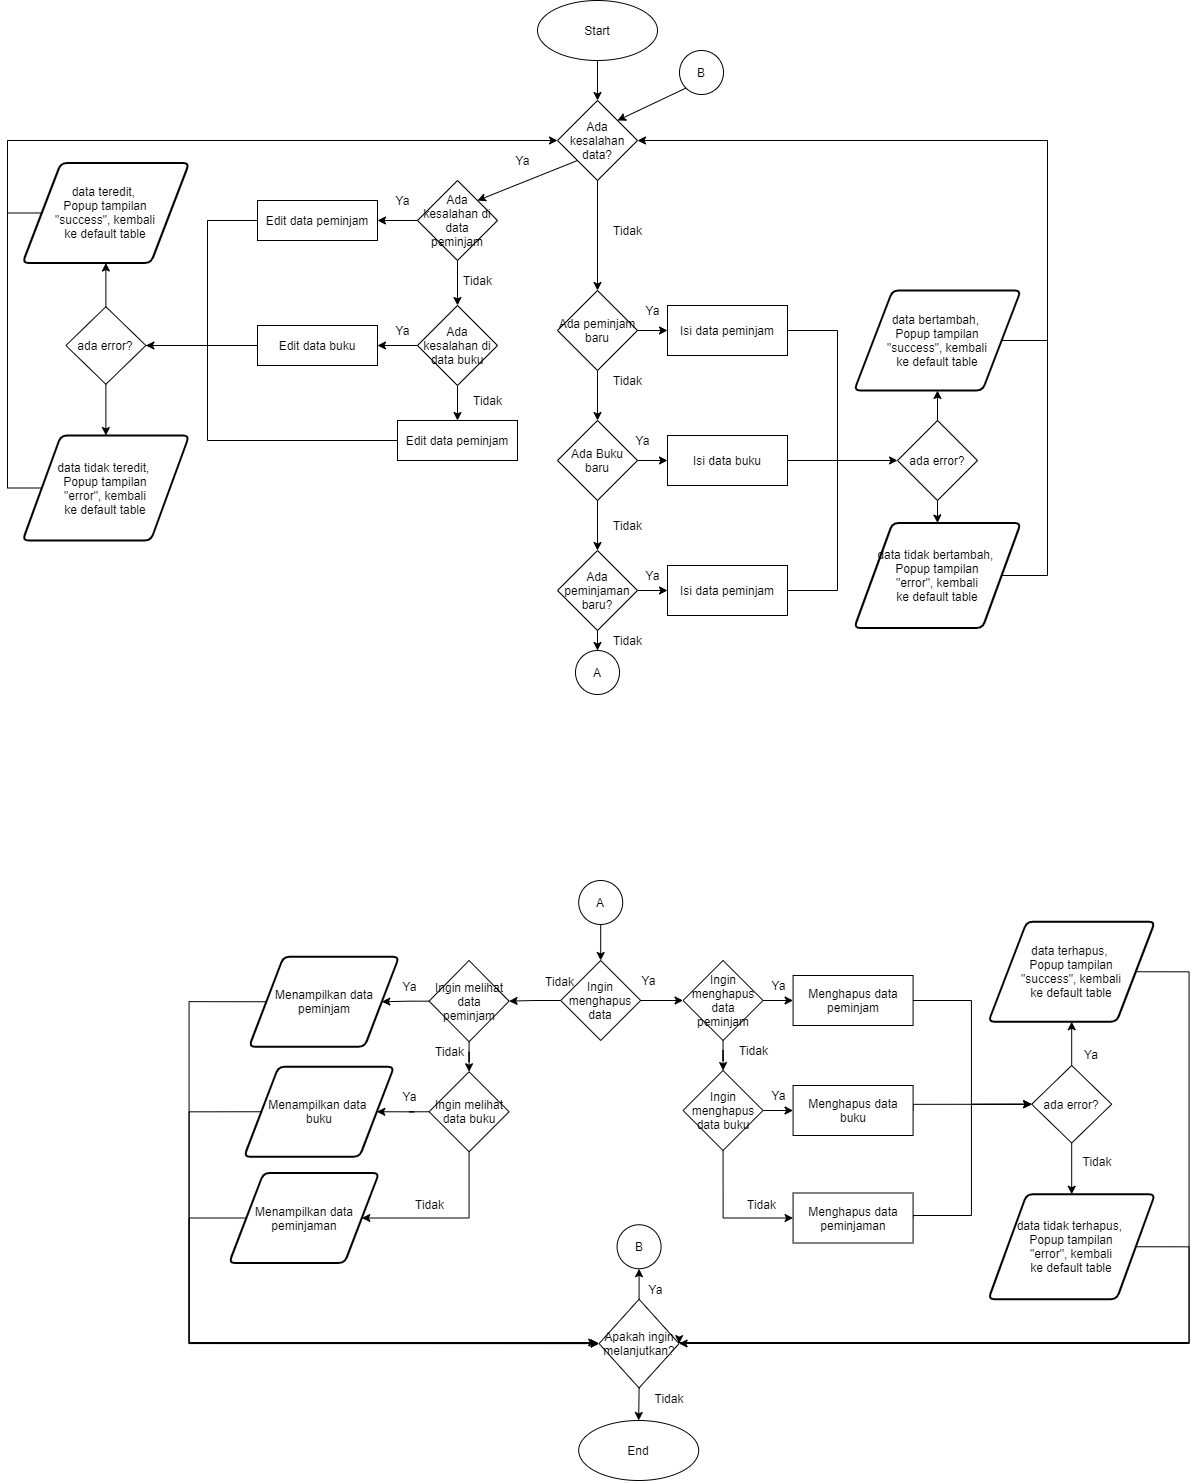 Start
B
Ada
kesalahan
data?
Ya
Tidak
data teredit,
Popup tampilan
"success", kembali
ke default table
Edit data peminjam
Ya
Ada
kesalahan di
data
peminjam
Tidak
ada error?
Edit data buku
Ya
Ada
kesalahan di
data buku
Tidak
Edit data peminjam
data tidak teredit,
Popup tampilan
"error", kembali
ke default table
Ada peminjam
baru
Ya
Isi data peminjam
Tidak
Ada Buku
baru
Ya
Isi data buku
Tidak
Ada
peminjaman
baru?
Ya
Isi data peminjam
Tidak
A
data bertambah,
Popup tampilan
"success", kembali
ke default table
ada error?
data tidak bertambah,
Popup tampilan
"error", kembali
ke default table
A
Ingin
menghapus
data
Tidak
Ya
Ingin melihat
data
peminjam
Ya
Menampilkan data
peminjam
Tidak
Ingin melihat
data buku
Ya
Menampilkan data
buku
Tidak
Menampilkan data
peminjaman
Ingin
menghapus
data
peminjam
Ya
Menghapus data
peminjam
Tidak
Ingin
menghapus
data buku
Ya
Menghapus data
buku
Tidak
Menghapus data
peminjaman
data terhapus,
Popup tampilan
"success", kembali
ke default table
Ya
ada error?
Tidak
data tidak terhapus,
Popup tampilan
"error", kembali
ke default table
B
Ya
Apakah ingin
melanjutkan?
Tidak
End